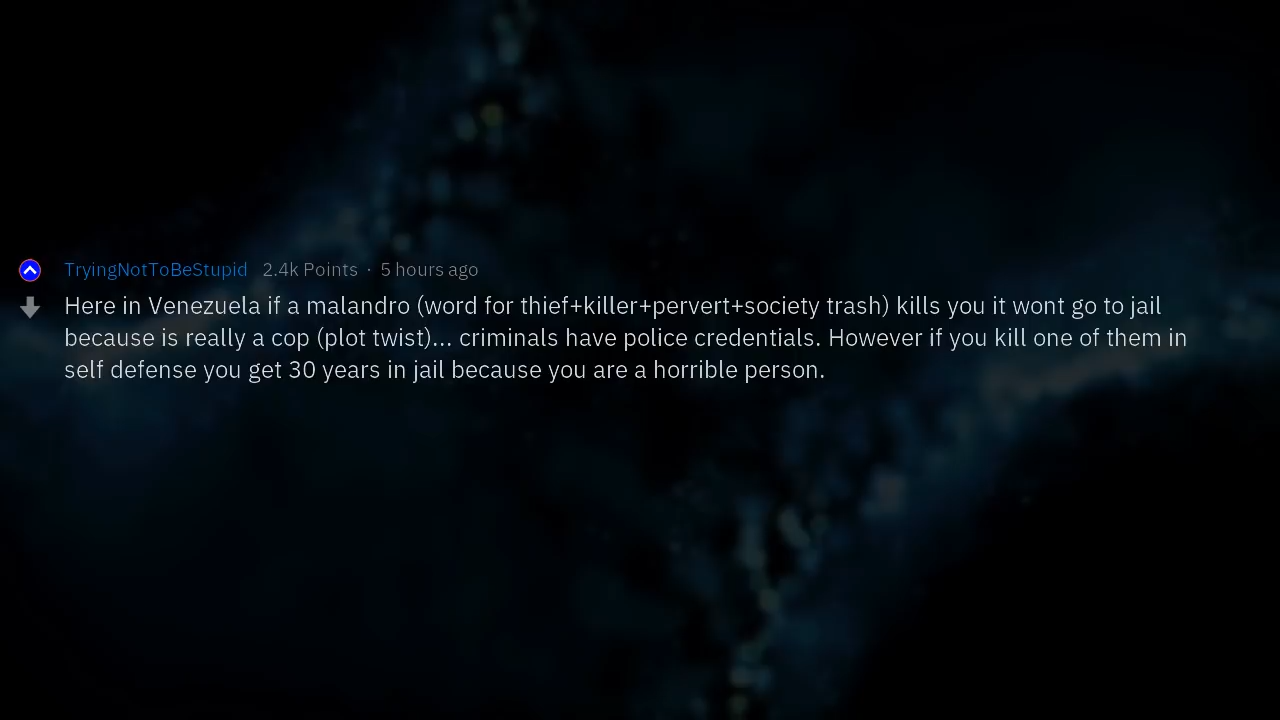 TryingNotToBeStupid 2.4k Points · 5 hours ago
Here in Venezuela if a malandro (word for thief+killer+pervert+society trash) kills you it wont go to jail
because is really a cop (plot twist)... criminals have police credentials. However if you kill one of them in
self defense you get 30 years in jail because you are a horrible person.